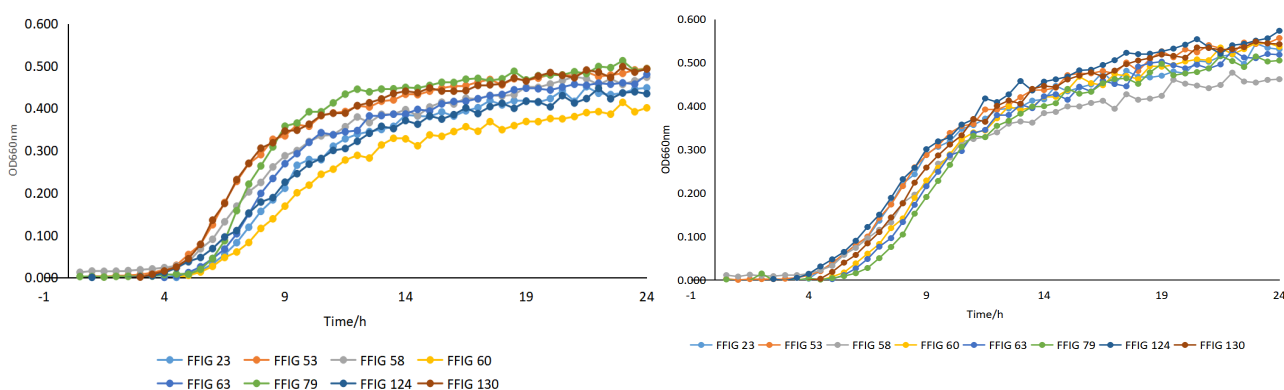 0.600
0.500
0.400
0.300
0.200
0.100
0.000
OD660nm
-1 4 9 14 19 24
Time/h
FFIG 23 FFIG 53 FFIG 58 FFIG 60
FFIG 63 FFIG 79 FFIG 124 FFIG 130
0.600
0.500
0.400
0.300
0.200
0.100
0.000
OD660nm
-1 4 9 14 19 24
Time/h
FFIG 23 FFIG 53 FFIG 58 FFIG 60 FFIG 63 FFIG 79 FFIG 124 FFIG 130